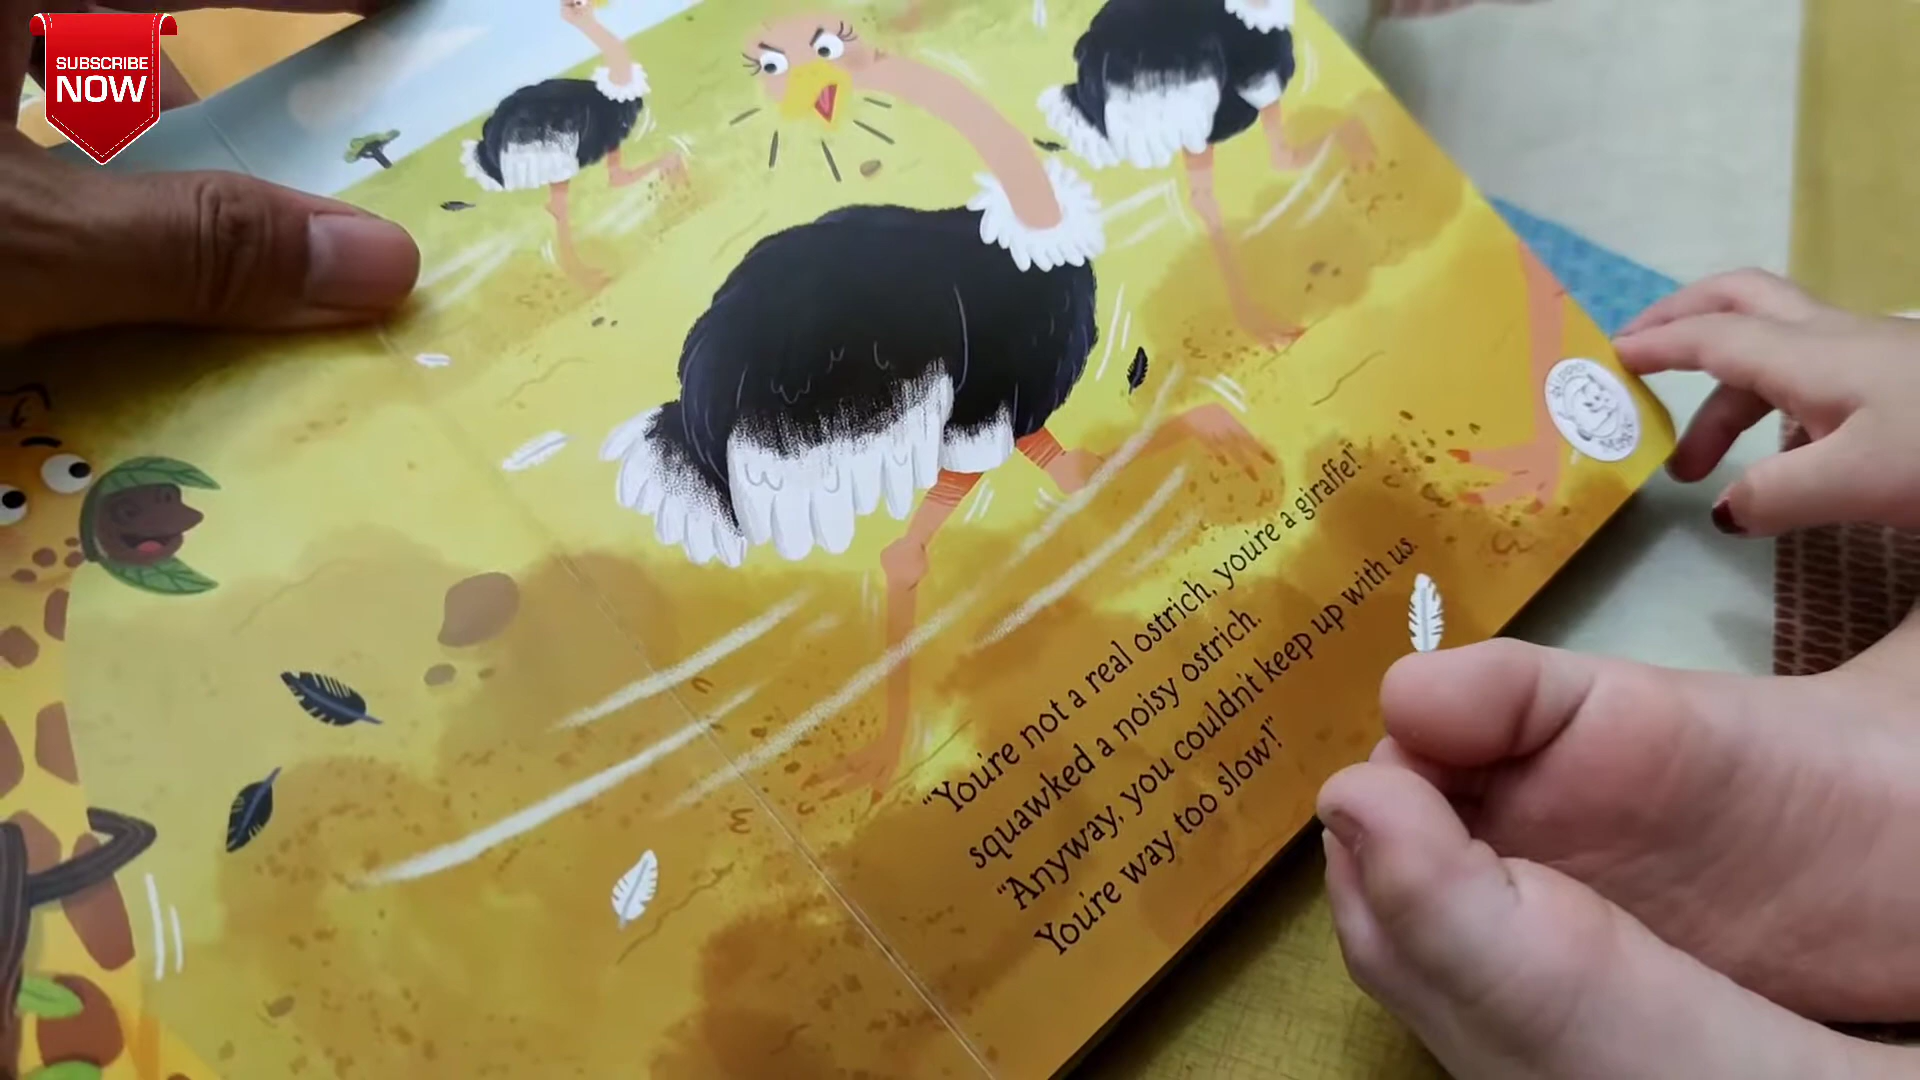 SUBSCRIBE
NOW
"You're not a real ostrich, you're a giraffe!"
squawked a noisy ostrich.
"Anyway, you couldn't keep up with us.
You're way too slow!"
HIPPO